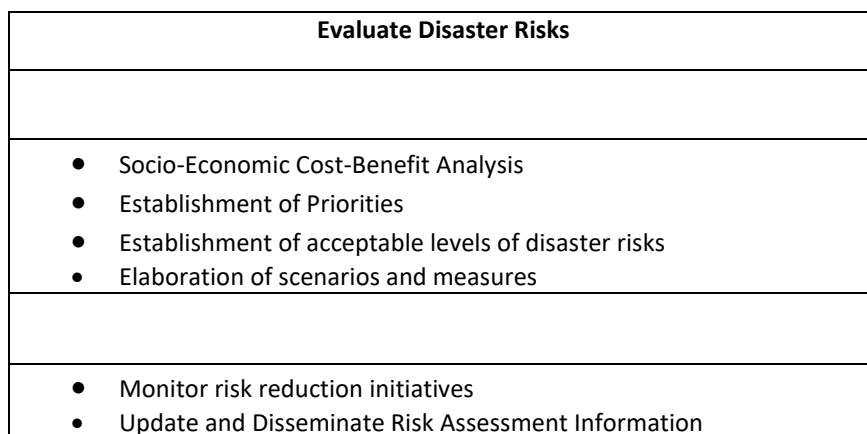 Evaluate Disaster Risks
• Socio-Economic Cost-Benefit Analysis
• Establishment of Priorities
• Establishment of acceptable levels of disaster risks
• Elaboration of scenarios and measures
• Monitor risk reduction initiatives
• Update and Disseminate Risk Assessment Information